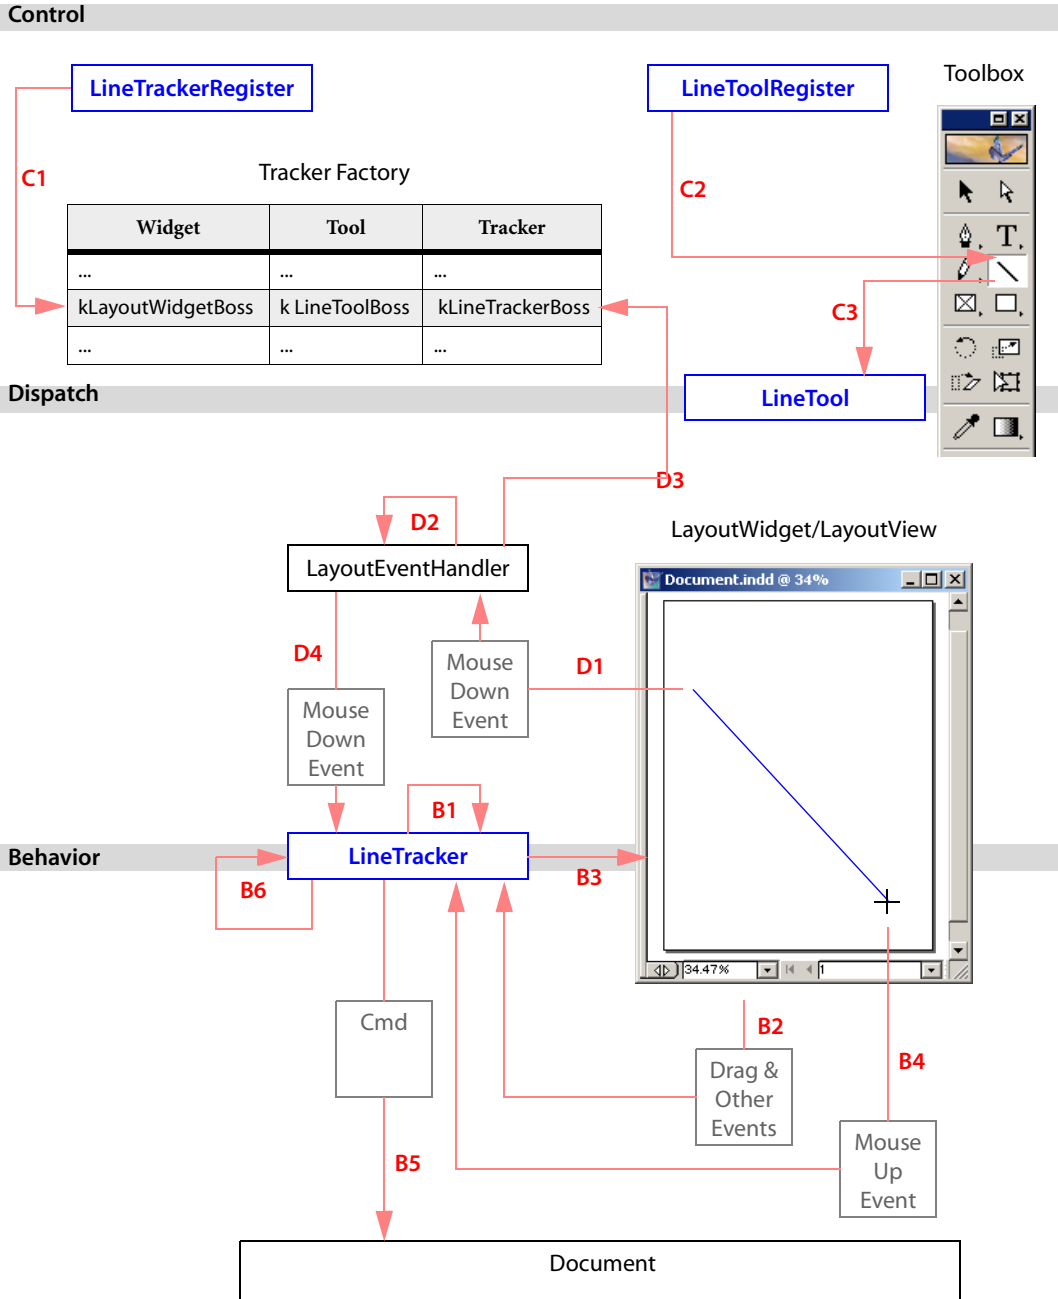 Control
LineTrackerRegister
LineToolRegister
Toolbox
C1
Tracker Factory
C2
Widget Tool Tracker
... ... ...
kLayoutWidgetBoss k LineToolBoss kLineTrackerBoss
... ... ...
T
C3
Dispatch
LineTool
D3
D2
LayoutWidget/LayoutView
LayoutEventHandler
Document.indd @ 34%
D4
Mouse
Down
Event
D1
Mouse
Down
Event
B1
Behavior
LineTracker
B3
B6
34.47%
1
Cmd
B2
B4
Drag &
Other
Events
B5
Mouse
Up
Event
Document